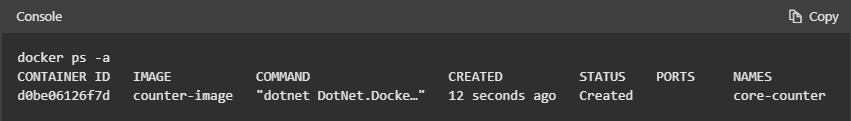 Console
Copy
docker ps -a
CONTAINER ID   IMAGE           COMMAND                  CREATED          STATUS    PORTS     NAMES
d0be06126f7d   counter-image   "dotnet DotNet.Docke…"   12 seconds ago   Created             core-counter